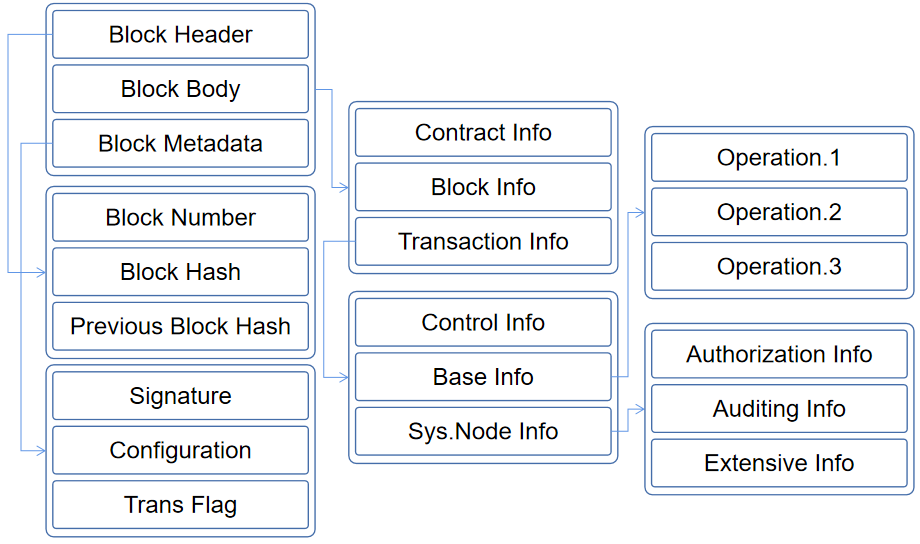 Block Header
Block Body
Block Metadata
Block Number
Block Hash
Previous Block Hash
Signature
Configuration
Trans Flag
Contract Info
Block Info
Transaction Info
Control Info
Base Info
Sys.Node Info
Operation.1
Operation.2
Operation.3
Authorization Info
Auditing Info
Extensive Info